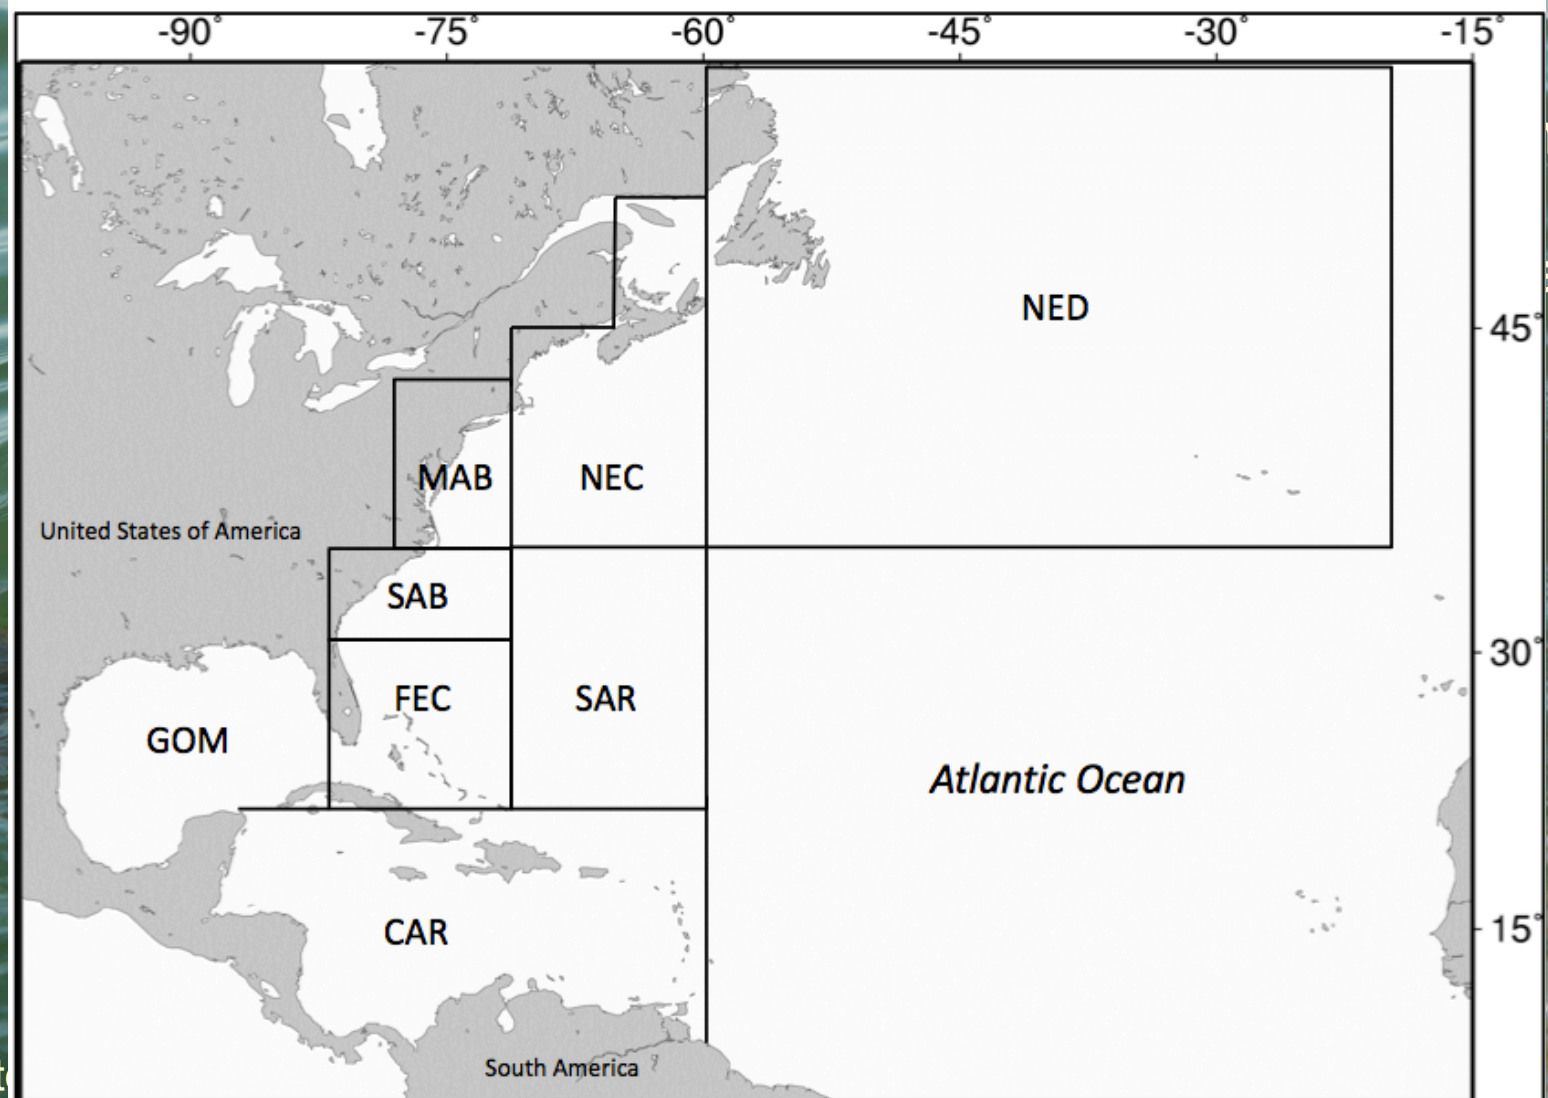 -90° -75° -60° -45° -30° -15°
NED
45°
MAB NEC
United States of America
SAB
30°
FEC SAR
GOM
Atlantic Ocean
CAR
15°
South America